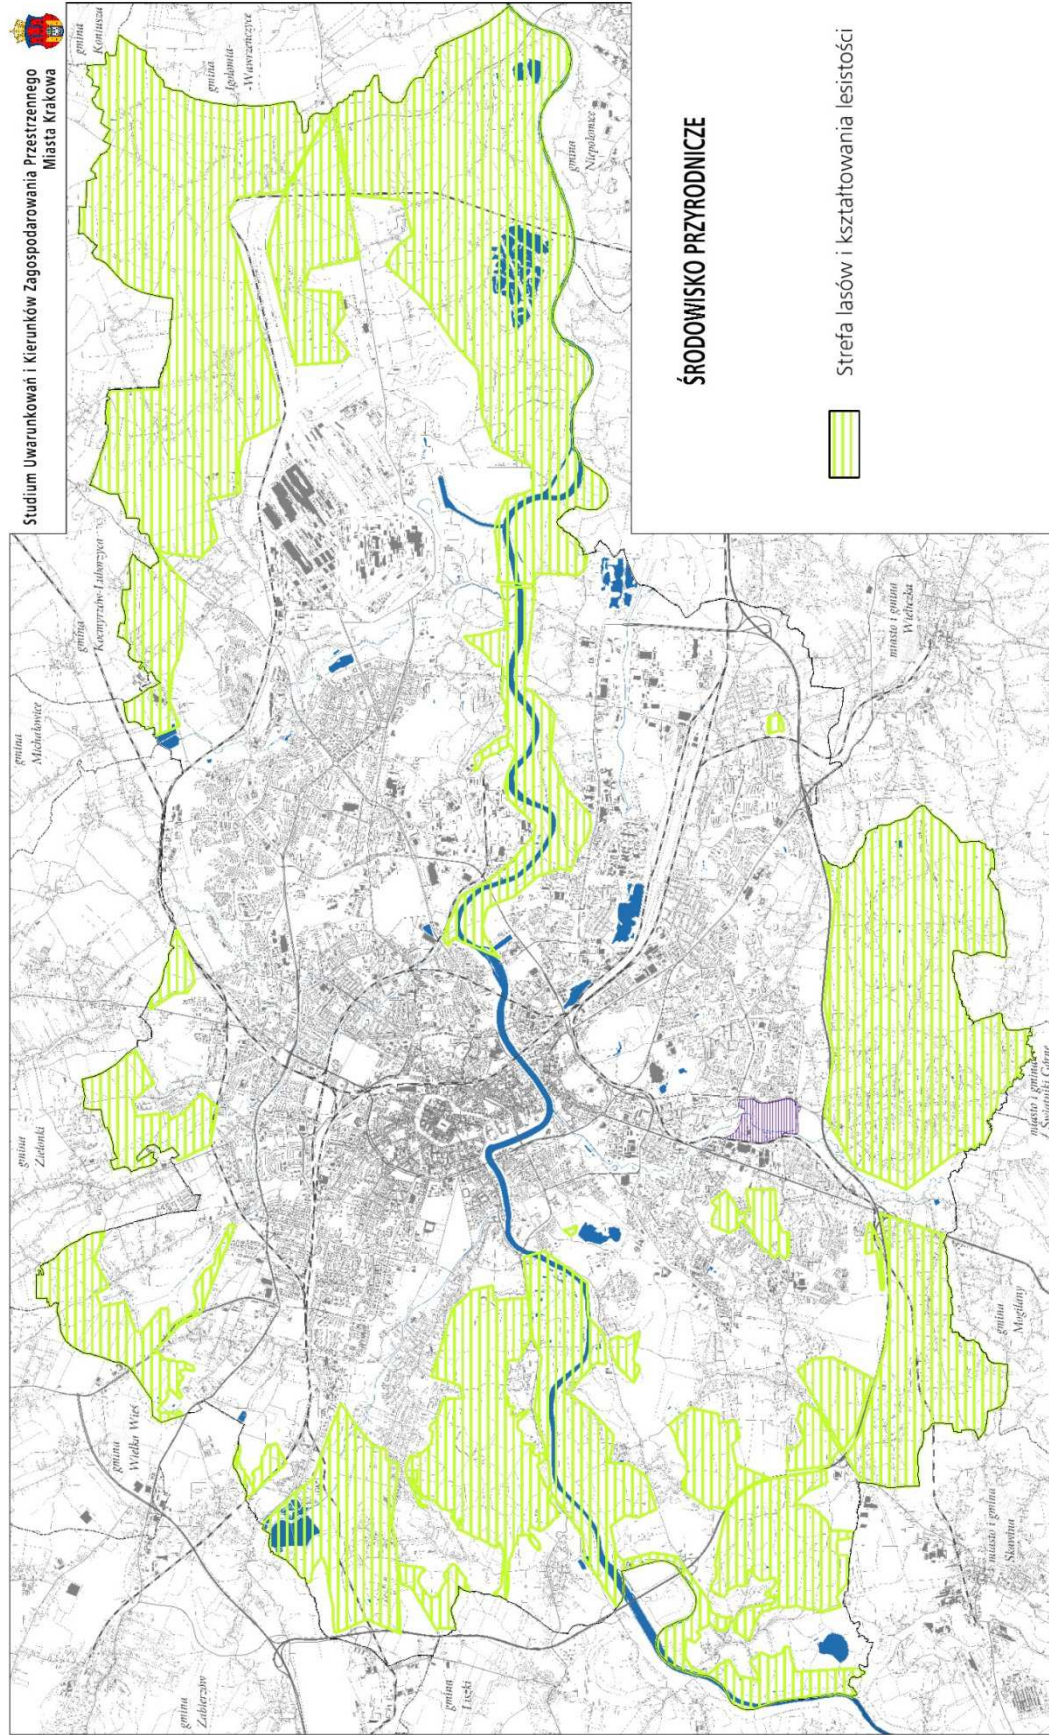 Studium Uwarunkowań i Kierunków Zagospodarowania Przestrzennego
Miasta Krakowa
gmina
Zabierzów
gmina
Wielka Wieś
gmina
Zielonki
gmina
Michałowice
gmina
Kocmyrzów-Luborzyca
gmina
Koniusza
gmina
Igołomia-
-Wawrzeńczyce
gmina
Niepołomice
gmina
Liszki
miasto i gmina
Skawina
gmina
Mogilany
miasto i gmina
Świątniki Górne
miasto i gmina
Wieliczka
ŚRODOWISKO PRZYRODNICZE
Strefa lasów i kształtowania lesistości